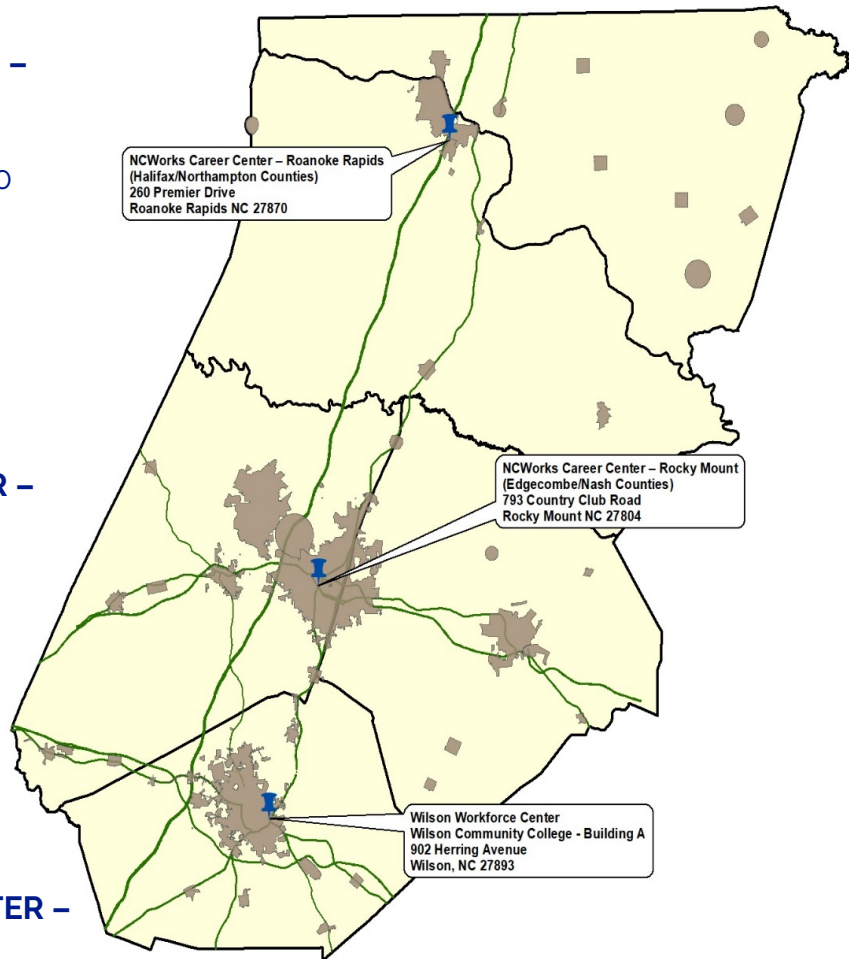 –
0
NCWorks Career Center – Roanoke Rapids
(Halifax/Northampton Counties)
260 Premier Drive
Roanoke Rapids NC 27870
R –
NCWorks Career Center – Rocky Mount
(Edgecombe/Nash Counties)
793 Country Club Road
Rocky Mount NC 27804
Wilson Workforce Center
Wilson Community College - Building A
902 Herring Avenue
Wilson, NC 27893
TER –